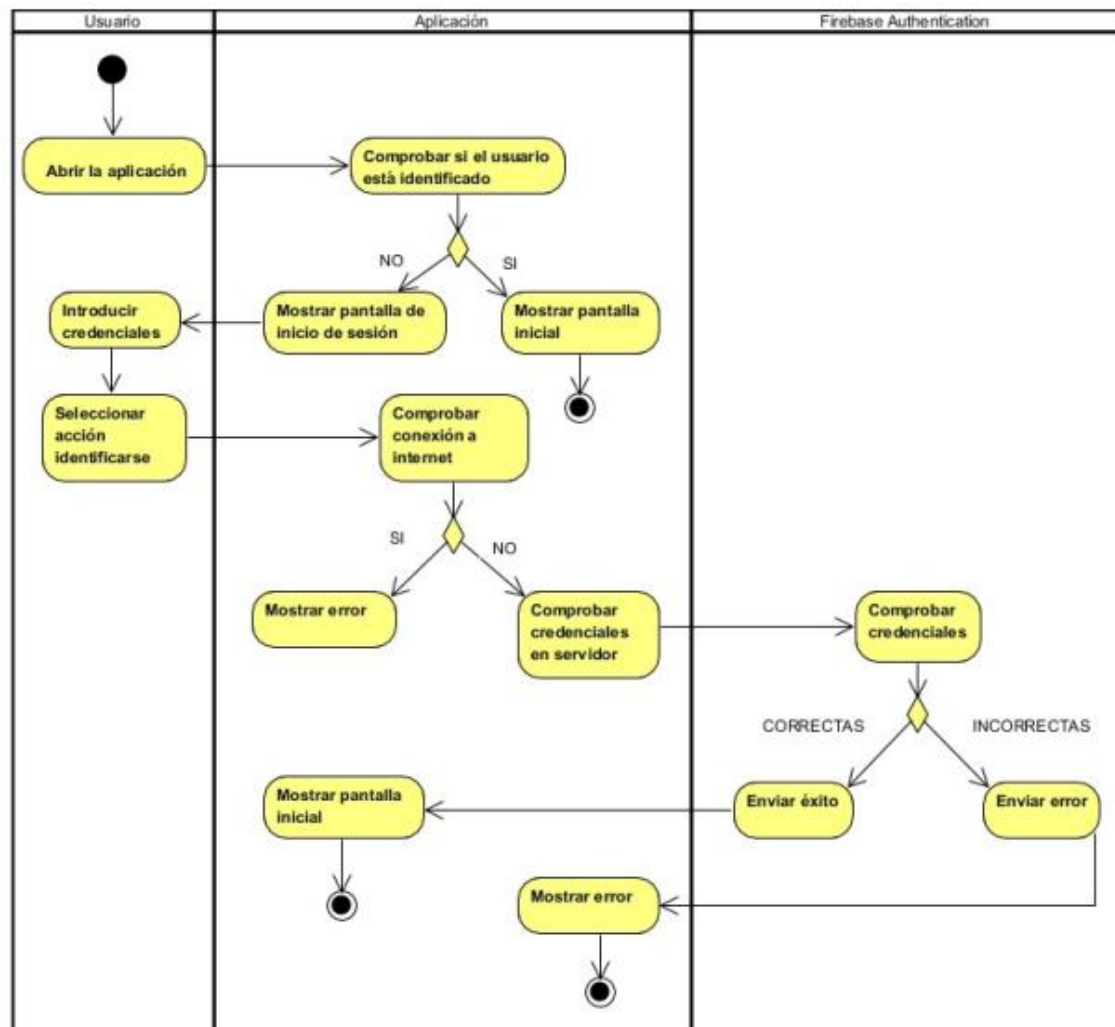 Usuario
Aplicación
Firebase Authentication
Abrir la aplicación
Comprobar si el usuario
está identificado
NO
SI
Introducir
credenciales
Mostrar pantalla de
inicio de sesión
Mostrar pantalla
inicial
Seleccionar
acción
identificarse
Comprobar
conexión a
internet
SI
NO
Mostrar error
Comprobar
credenciales
en servidor
Comprobar
credenciales
CORRECTAS
INCORRECTAS
Mostrar pantalla
inicial
Enviar éxito
Enviar error
Mostrar error